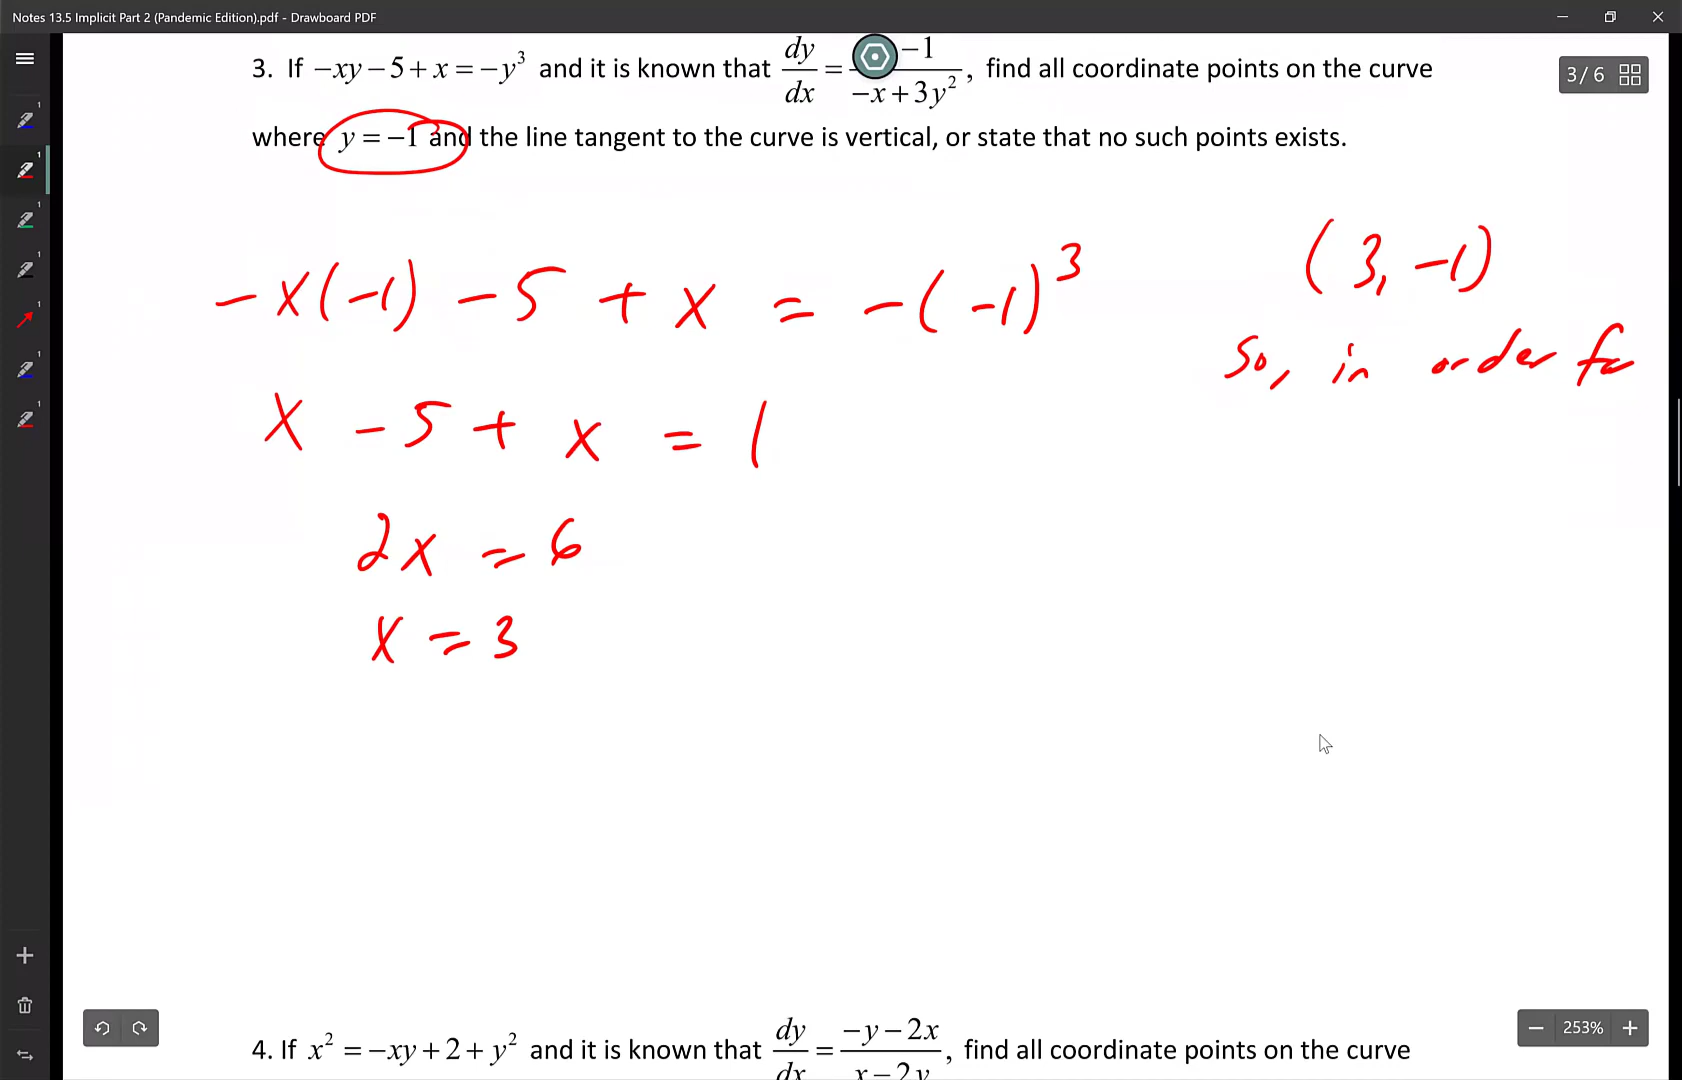 Notes 13.5 Implicit Part 2 (Pandemic Edition).pdf - Drawboard PDF
3. If −xy−5+x=−y³ and it is known that dy/dx = −1/(−x+3y²), find all coordinate points on the curve
3/6
where y=−1 and the line tangent to the curve is vertical, or state that no such points exists.
−x(−1) −5 + x = −(−1)³
(3, −1)
So, in order for
x −5 + x = 1
2x = 6
x = 3
4. If x²=−xy+2+y² and it is known that dy/dx = (−y−2x)/(x−2y), find all coordinate points on the curve
253%